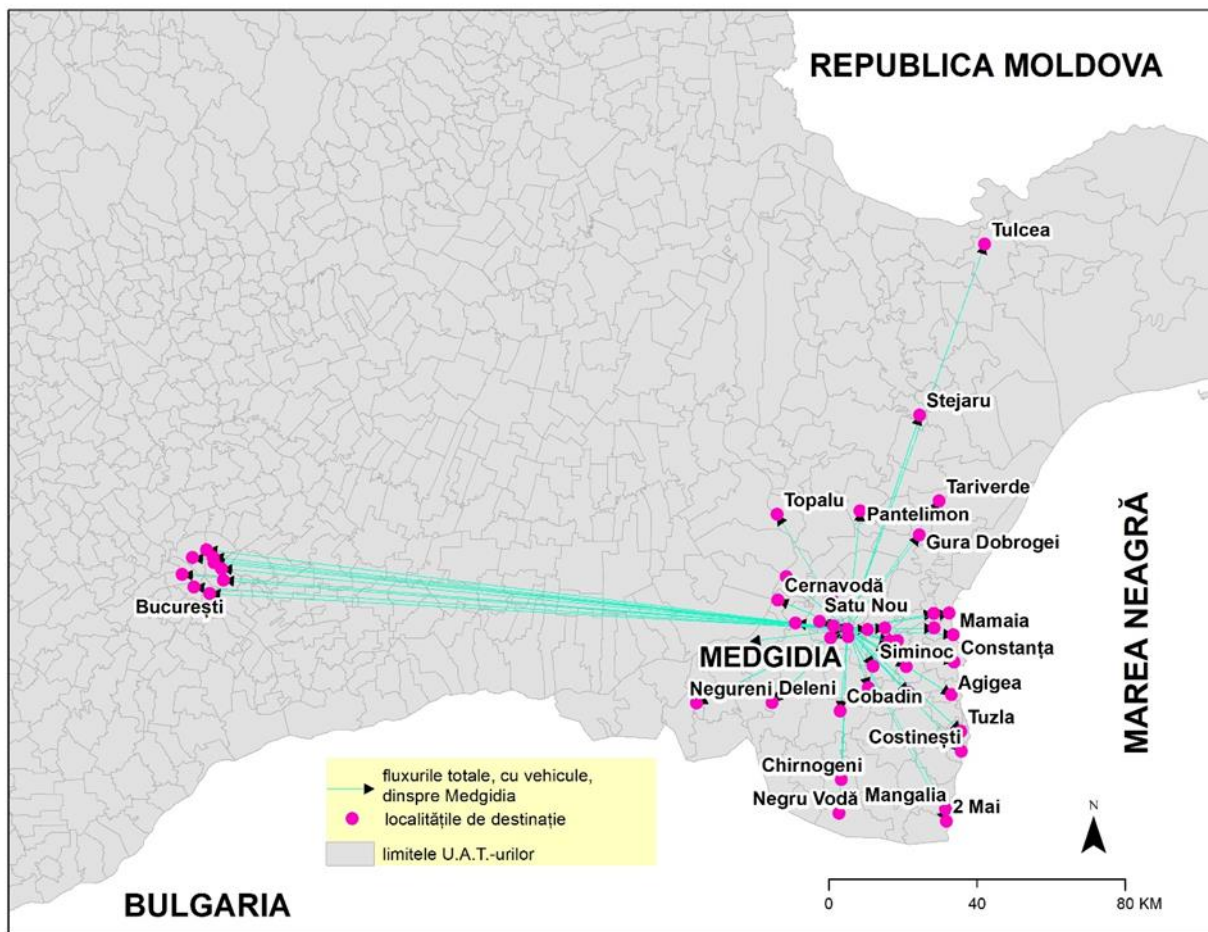 REPUBLICA MOLDOVA
Tulcea
Stejaru
Tariverde
Topalu
Pantelimon
Gura Dobrogei
MAREA NEAGRĂ
Cernavodă
București
Satu Nou
Mamaia
MEDGIDIA
Siminoc
Constanța
Negureni
Deleni
Cobadin
Agigea
Tuzla
Costinești
Chirnogeni
Negru Vodă
Mangalia
2 Mai
fluxurile totale, cu vehicule,
dinspre Medgidia
localitățile de destinație
limitele U.A.T.-urilor
N
BULGARIA
0 40 80 KM